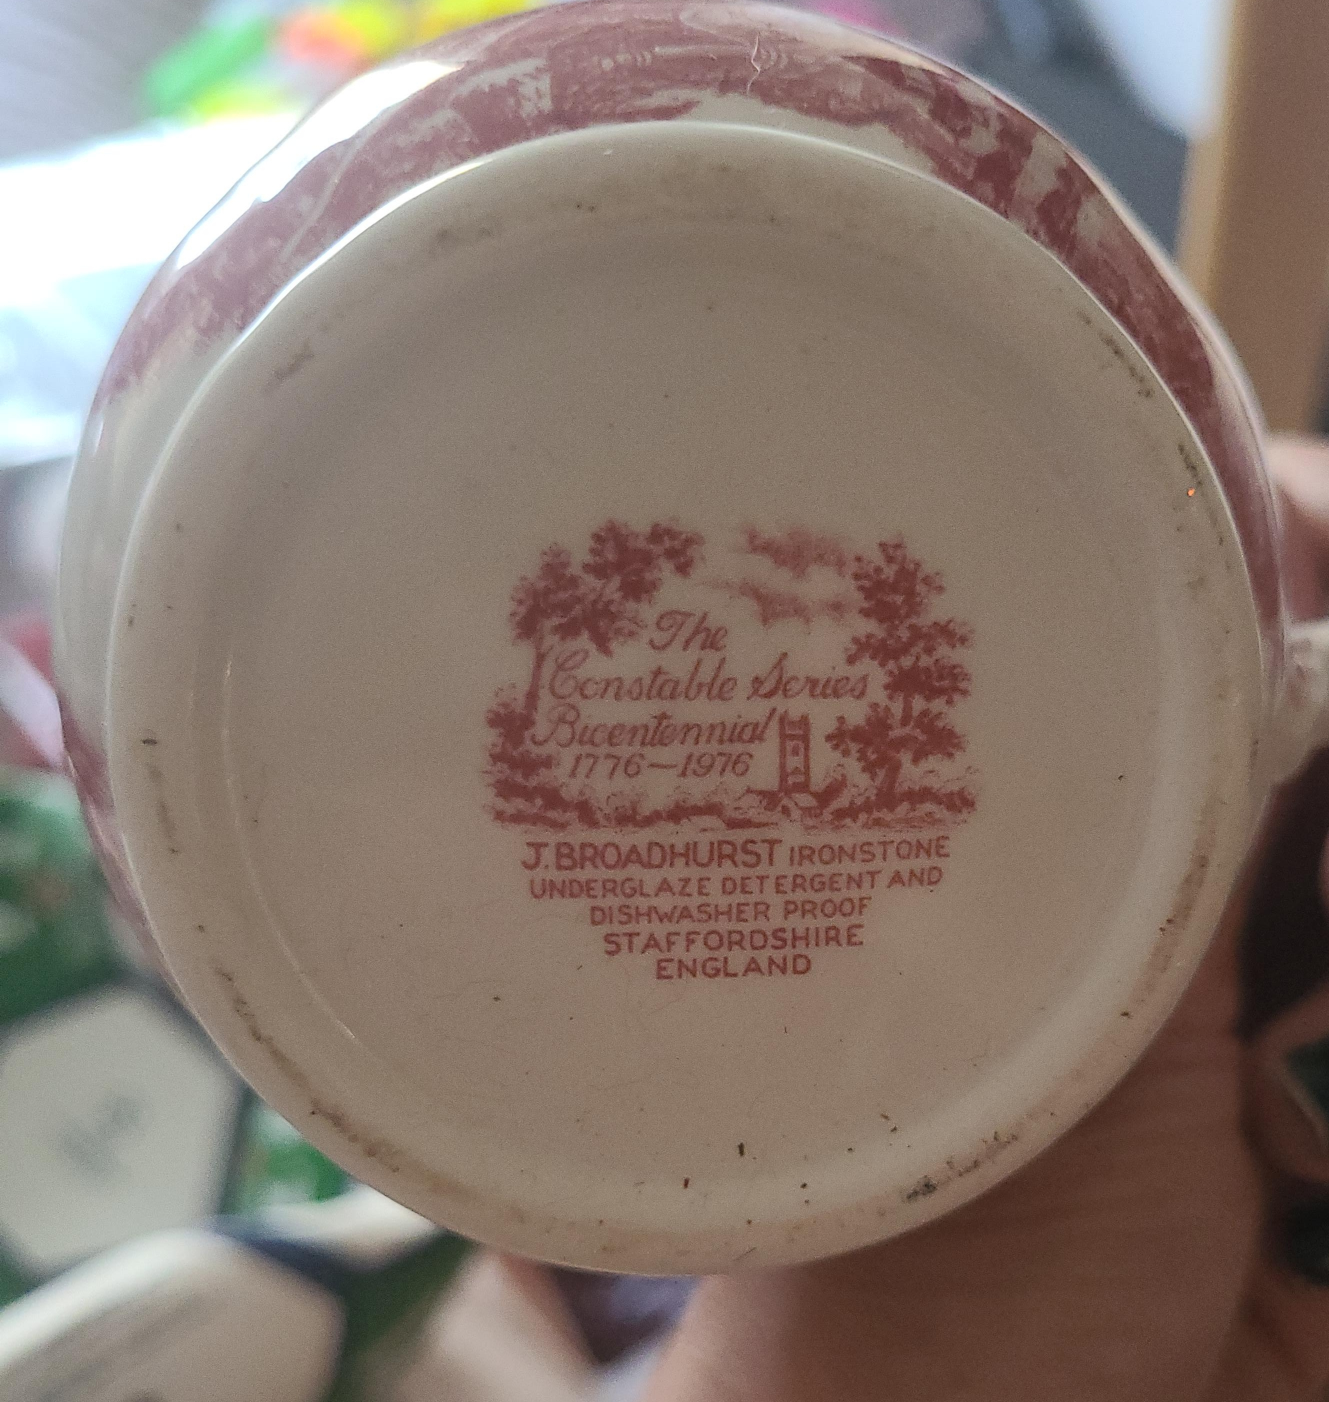 The
Constable Series
Bicentennial
1776—1976
J. BROADHURST IRONSTONE
UNDERGLAZE DETERGENT AND
DISHWASHER PROOF
STAFFORDSHIRE
ENGLAND